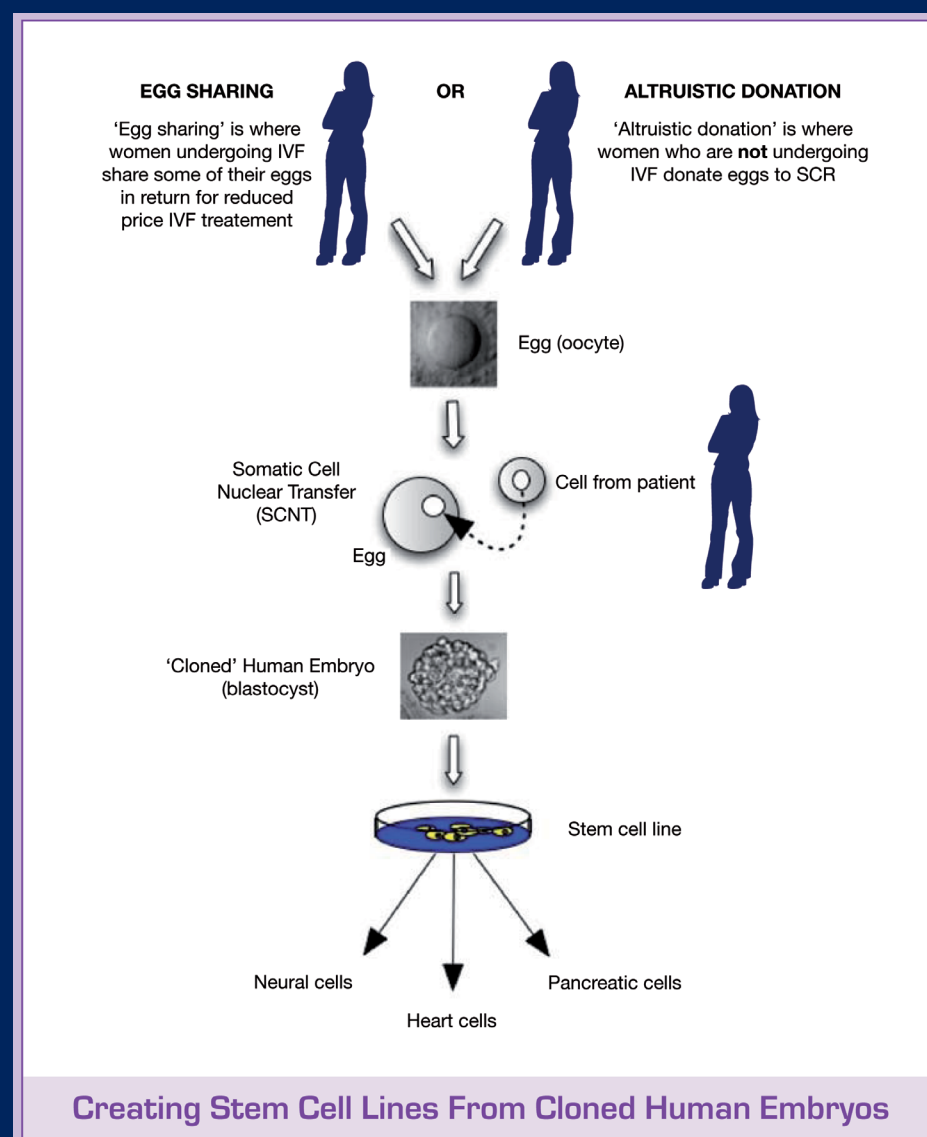 EGG SHARING
'Egg sharing' is where
women undergoing IVF
share some of their eggs
in return for reduced
price IVF treatement
OR
ALTRUISTIC DONATION
'Altruistic donation' is where
women who are not undergoing
IVF donate eggs to SCR
Egg (oocyte)
Somatic Cell
Nuclear Transfer
(SCNT)
Cell from patient
Egg
'Cloned' Human Embryo
(blastocyst)
Stem cell line
Neural cells
Heart cells
Pancreatic cells
Creating Stem Cell Lines From Cloned Human Embryos